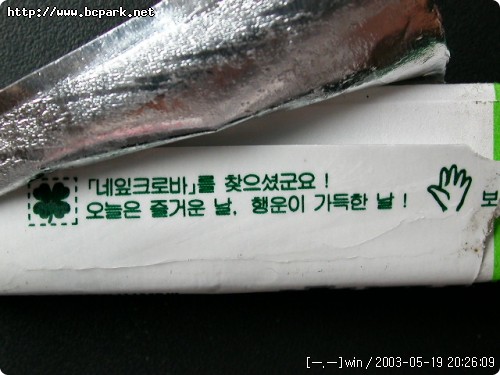 http://www.bcpark.net
「네잎크로바」를 찾으셨군요!
오늘은 즐거운 날, 행운이 가득한 날!
보
[ㅡ.ㅡ]win / 2003-05-19 20:26:09